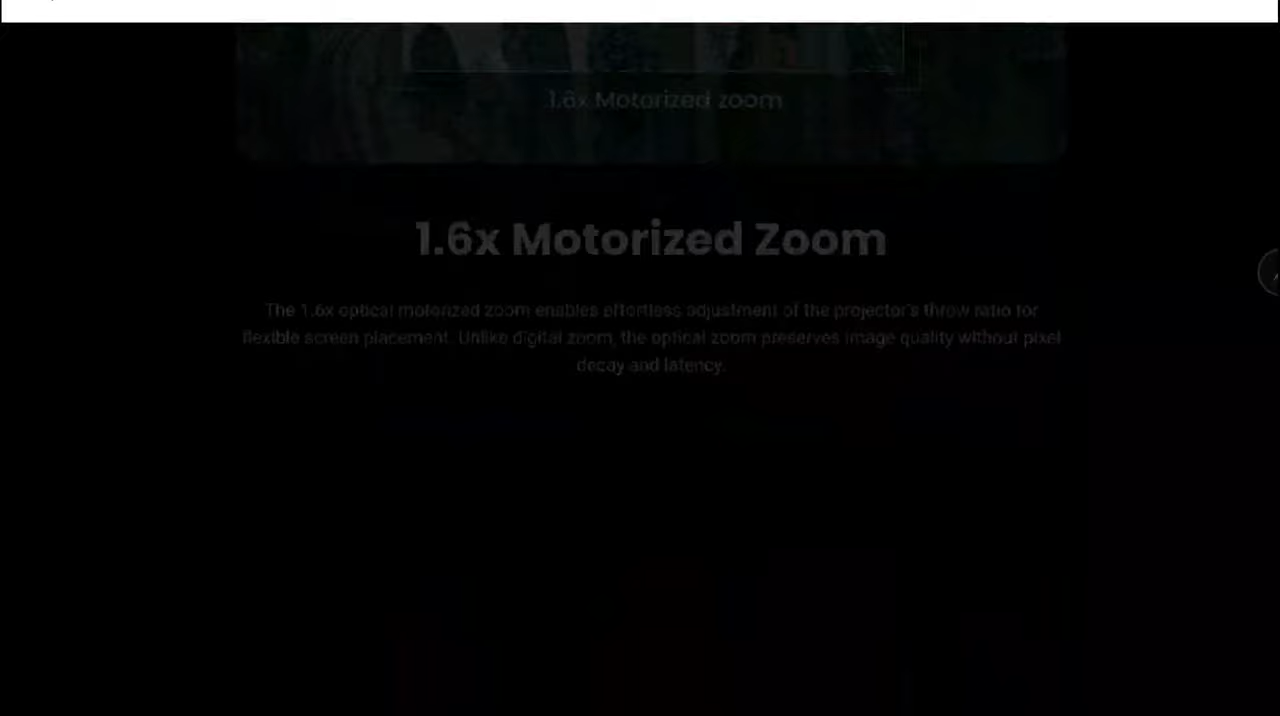 1.6x Motorized zoom
1.6x Motorized Zoom
The 1.6x optical motorized zoom enables effortless adjustment of the projector's throw ratio for
flexible screen placement. Unlike digital zoom, the optical zoom preserves image quality without pixel
decay and latency.